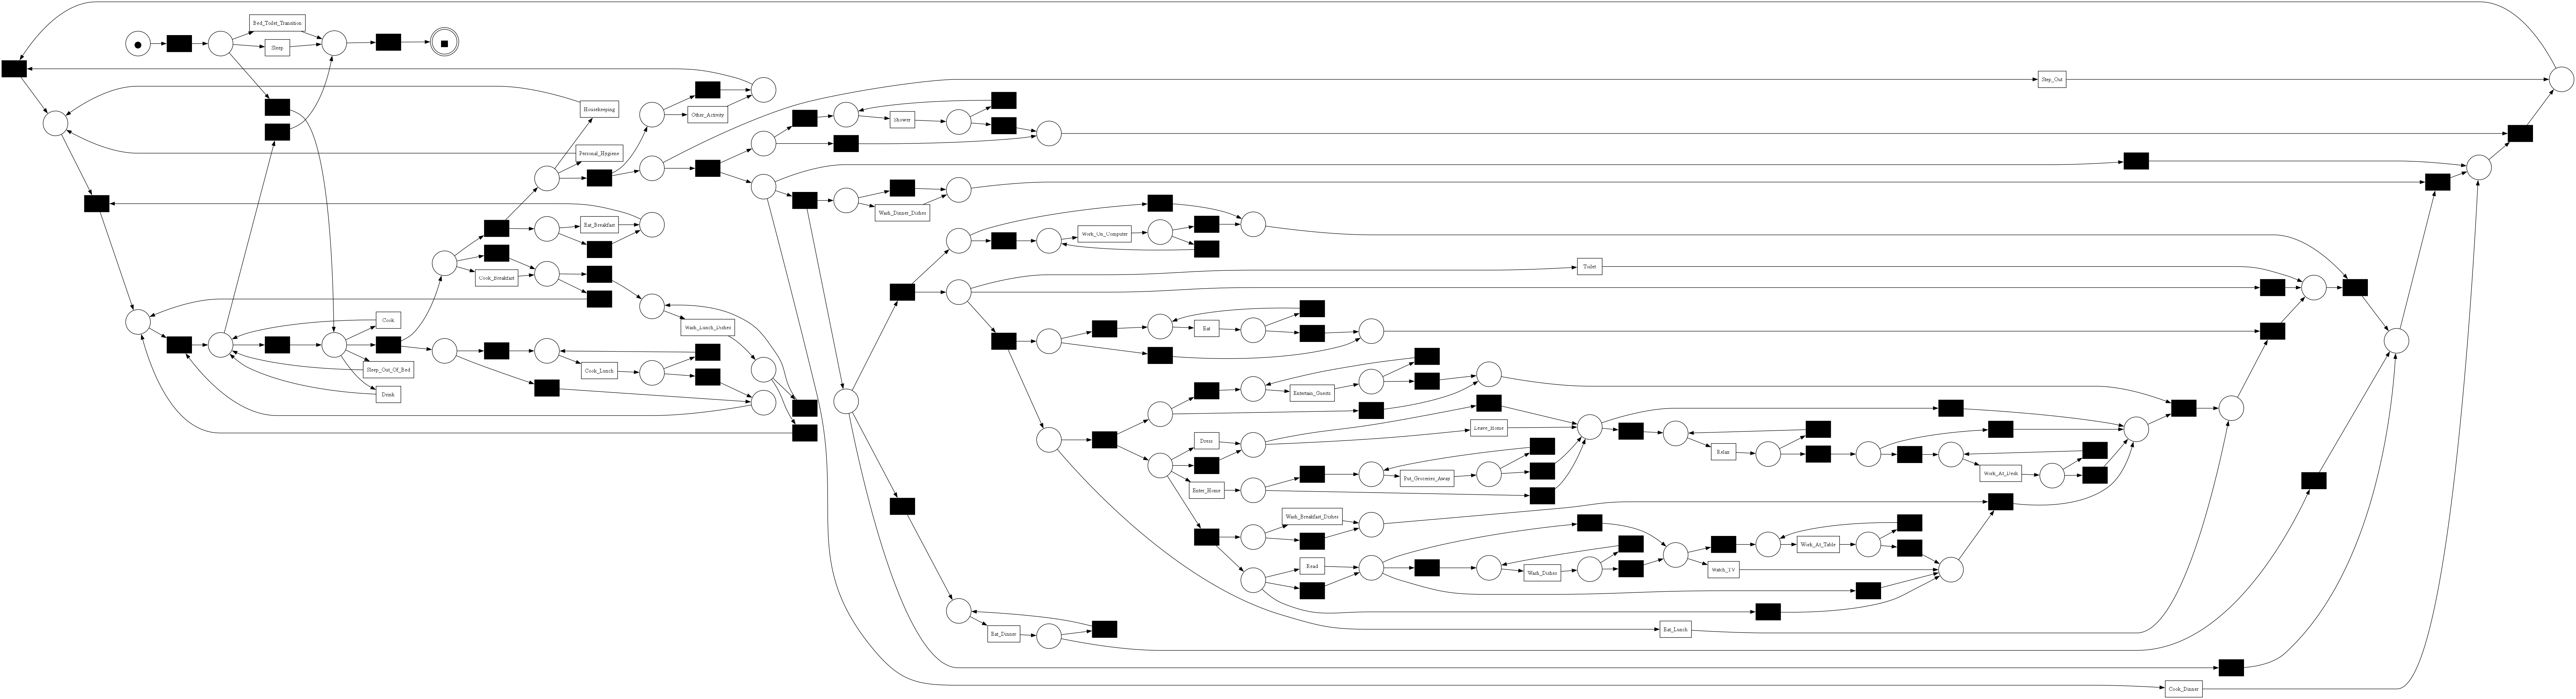 Bed_Toilet_Transition
Sleep
Step_Out
Housekeeping
Other_Activity
Shower
Personal_Hygiene
Wash_Dinner_Dishes
Eat_Breakfast
Work_On_Computer
Toilet
Cook_Breakfast
Cook
Wash_Lunch_Dishes
Eat
Sleep_Out_Of_Bed
Cook_Lunch
Drink
Entertain_Guests
Leave_Home
Dress
Relax
Work_At_Desk
Put_Groceries_Away
Enter_Home
Wash_Breakfast_Dishes
Work_At_Table
Read
Wash_Dishes
Watch_TV
Eat_Lunch
Eat_Dinner
Cook_Dinner